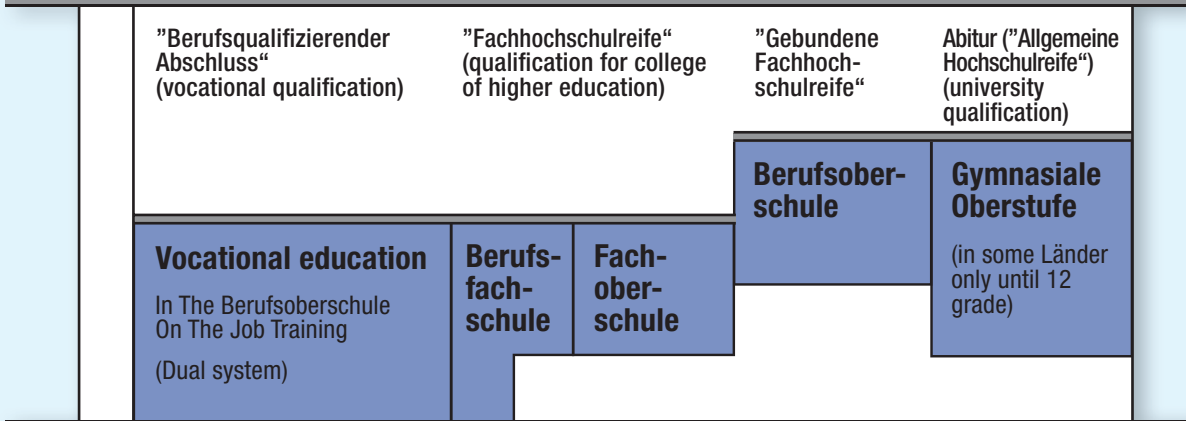 ”Berufsqualifizierender
Abschluss“
(vocational qualification)
”Fachhochschulreife“
(qualification for college
of higher education)
”Gebundene
Fachhoch-
schulreife“
Abitur (”Allgemeine
Hochschulreife“)
(university
qualification)
Vocational education
In The Berufsoberschule
On The Job Training
(Dual system)
Berufs-
fach-
schule
Fach-
ober-
schule
Berufsober-
schule
Gymnasiale
Oberstufe
(in some Länder
only until 12
grade)